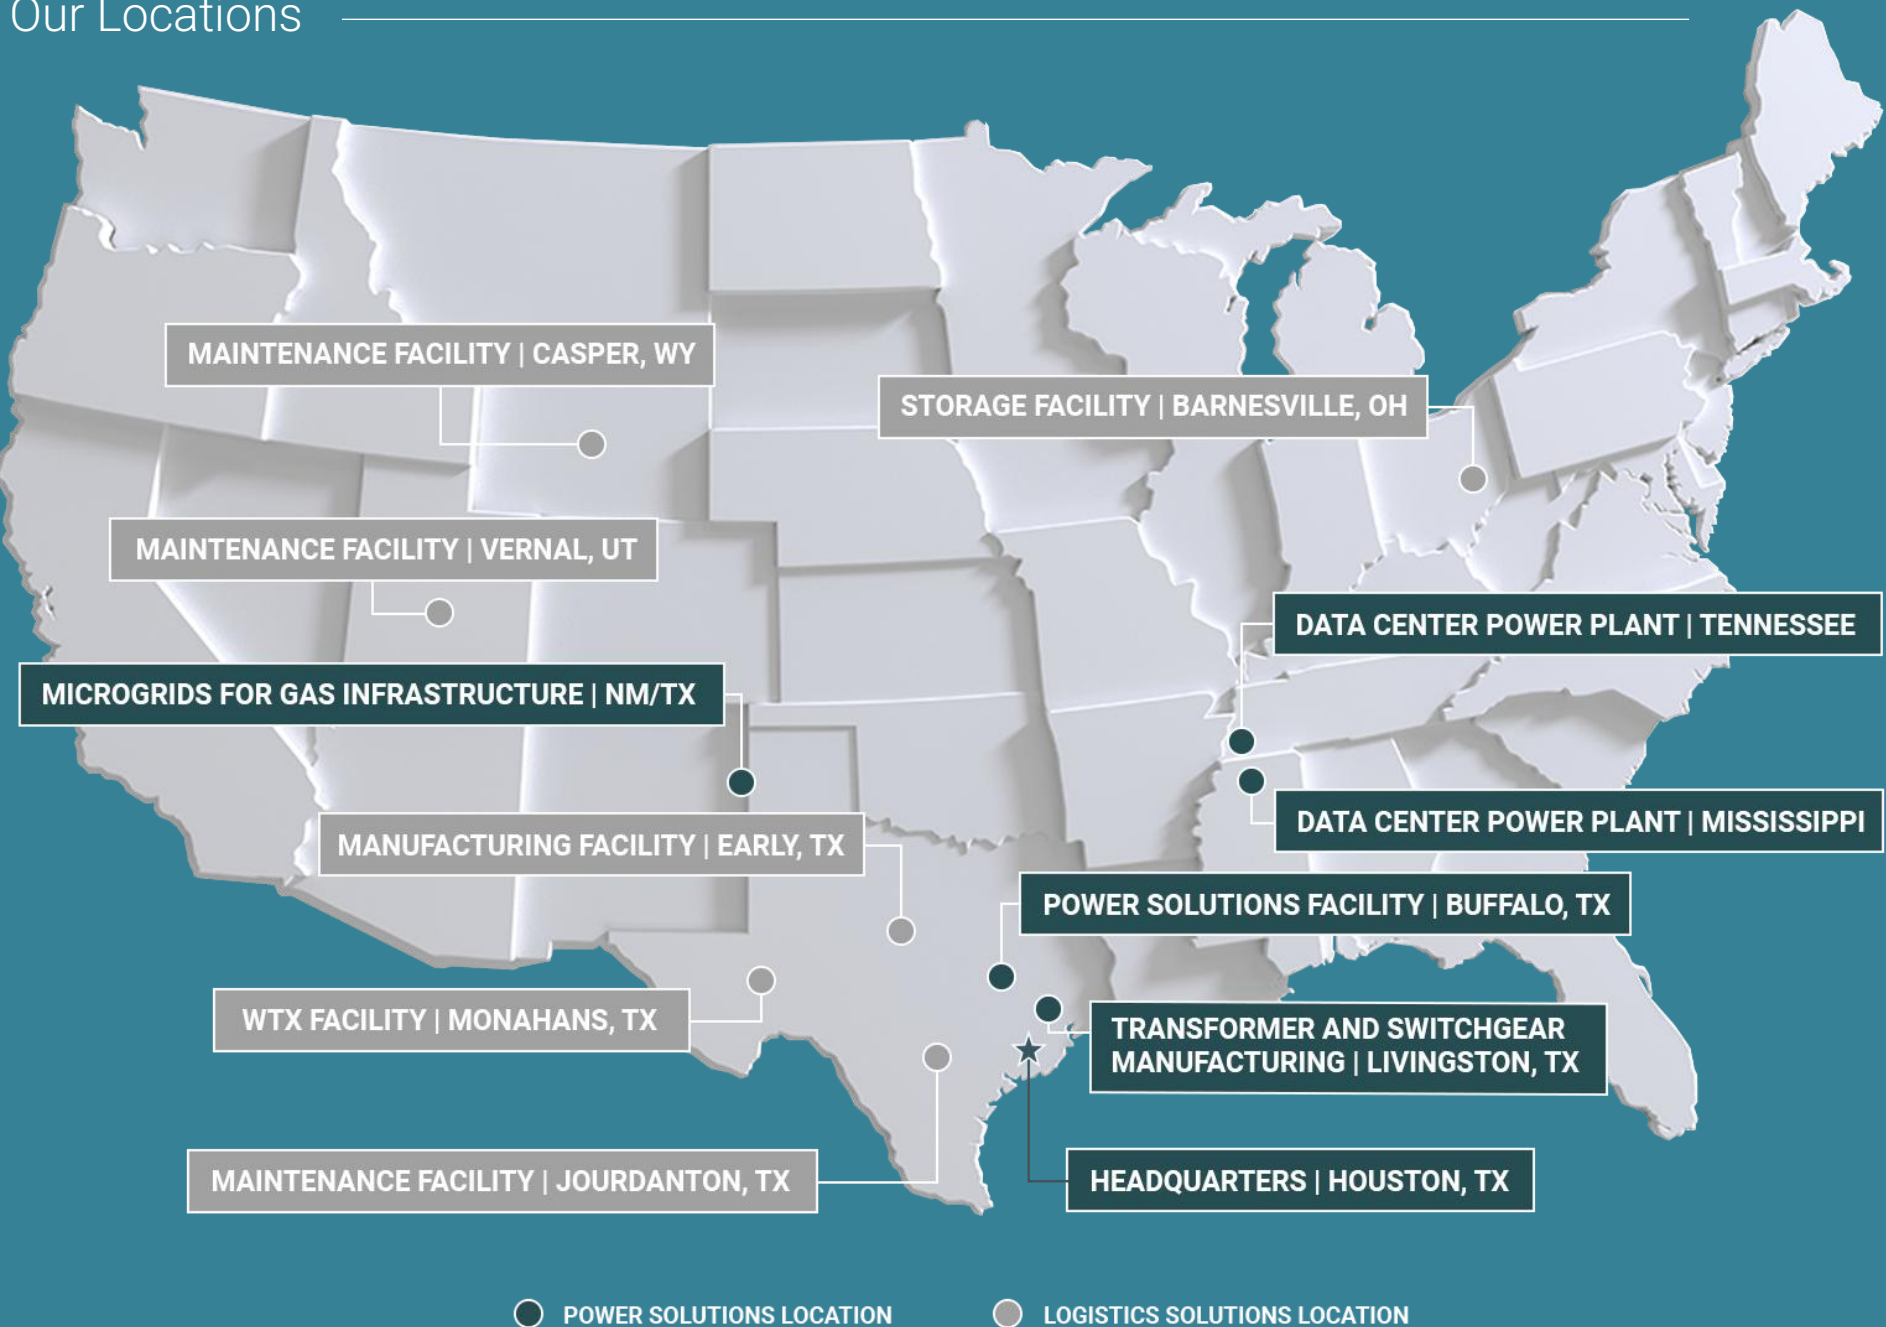 Our Locations
MAINTENANCE FACILITY | CASPER, WY
STORAGE FACILITY | BARNESVILLE, OH
MAINTENANCE FACILITY | VERNAL, UT
DATA CENTER POWER PLANT | TENNESSEE
MICROGRIDS FOR GAS INFRASTRUCTURE | NM/TX
DATA CENTER POWER PLANT | MISSISSIPPI
MANUFACTURING FACILITY | EARLY, TX
POWER SOLUTIONS FACILITY | BUFFALO, TX
WTX FACILITY | MONAHANS, TX
TRANSFORMER AND SWITCHGEAR
MANUFACTURING | LIVINGSTON, TX
MAINTENANCE FACILITY | JOURDANTON, TX
HEADQUARTERS | HOUSTON, TX
POWER SOLUTIONS LOCATION
LOGISTICS SOLUTIONS LOCATION